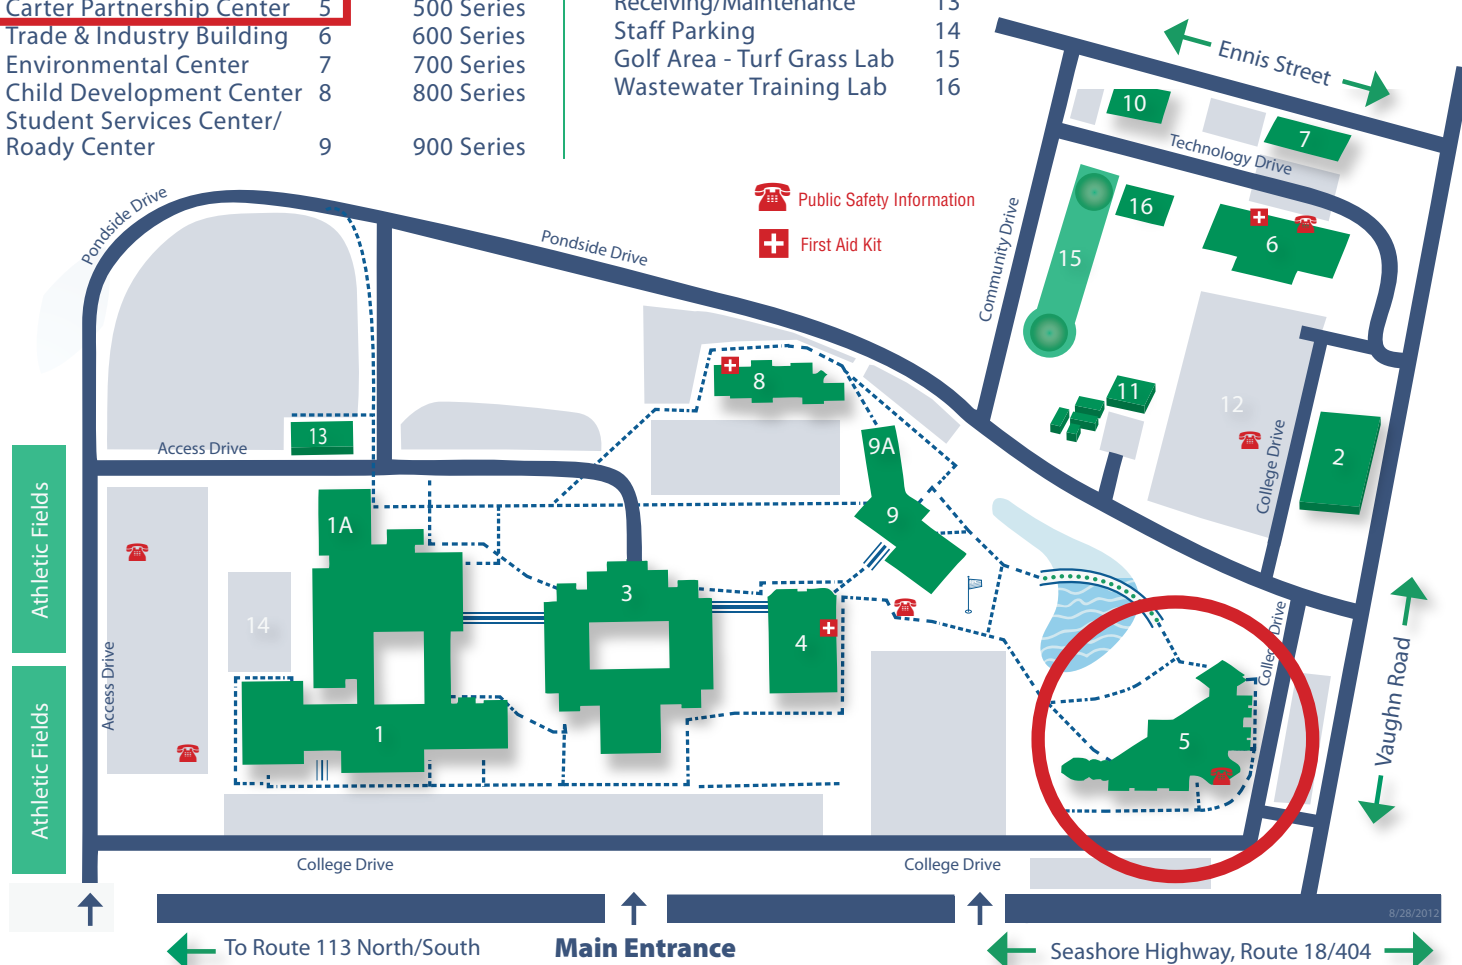 Carter Partnership Center 5 500 Series
Trade & Industry Building 6 600 Series
Environmental Center 7 700 Series
Child Development Center 8 800 Series
Student Services Center/
Roady Center 9 900 Series
Receiving/Maintenance 13
Staff Parking 14
Golf Area - Turf Grass Lab 15
Wastewater Training Lab 16
Ennis Street
10
7
Technology Drive
Public Safety Information
First Aid Kit
Pondside Drive
Pondside Drive
Community Drive
16
6
15
8
11
12
13
Access Drive
9A
2
College Drive
Athletic Fields
1A
9
3
14
4
College Drive
Access Drive
Vaughn Road
Athletic Fields
1
5
College Drive
College Drive
8/28/2012
To Route 113 North/South
Main Entrance
Seashore Highway, Route 18/404